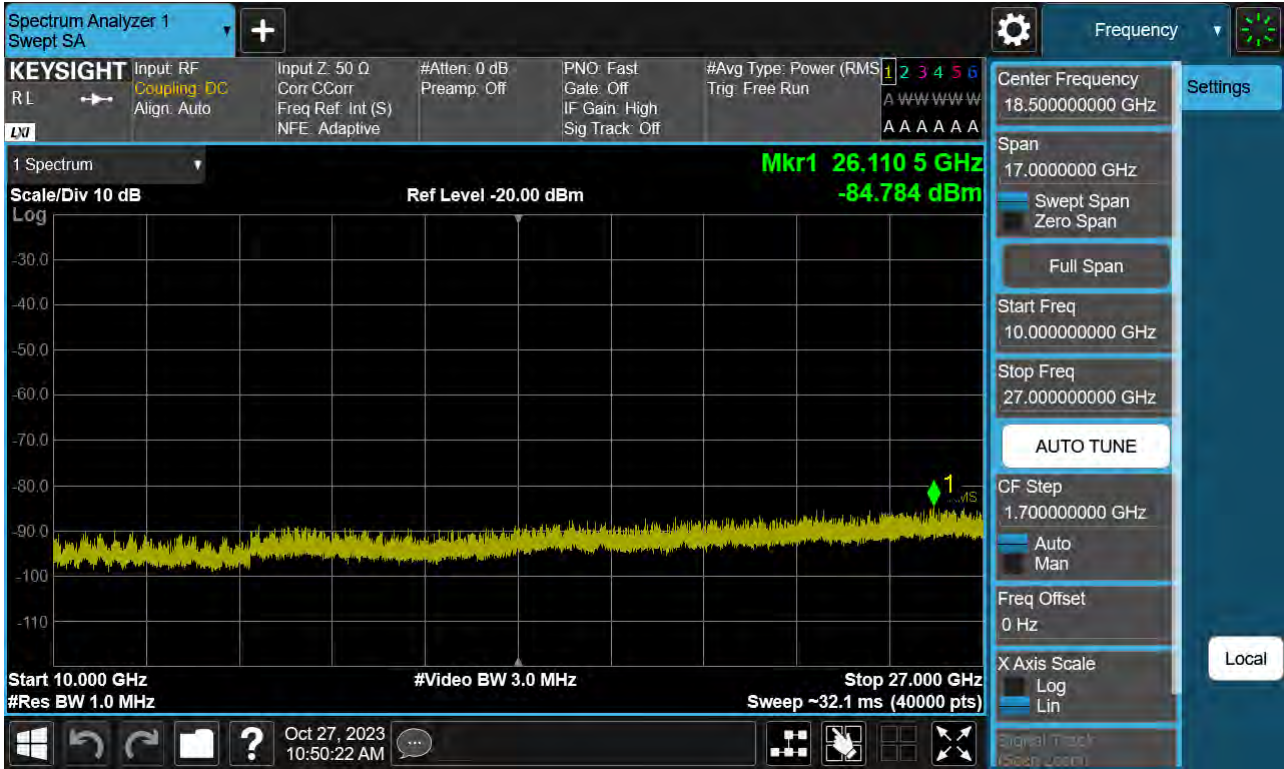 Spectrum Analyzer 1
Swept SA
+
Frequency
KEYSIGHT
RL
LXI
Input: RF
Coupling: DC
Align: Auto
Input Z: 50 Ω
Corr CCorr
Freq Ref: Int (S)
NFE: Adaptive
#Atten: 0 dB
Preamp: Off
PNO: Fast
Gate: Off
IF Gain: High
Sig Track: Off
#Avg Type: Power (RMS
Trig: Free Run
1 2 3 4 5 6
A W W W W W
A A A A A A
1 Spectrum
Scale/Div 10 dB
Log
Ref Level -20.00 dBm
Mkr1 26.110 5 GHz
-84.784 dBm
-30.0
-40.0
-50.0
-60.0
-70.0
-80.0
-90.0
-100
-110
1
Start 10.000 GHz
#Res BW 1.0 MHz
#Video BW 3.0 MHz
Stop 27.000 GHz
Sweep ~32.1 ms (40000 pts)
?
Oct 27, 2023
10:50:22 AM
Center Frequency
18.500000000 GHz
Span
17.0000000 GHz
Swept Span
Zero Span
Full Span
Start Freq
10.000000000 GHz
Stop Freq
27.000000000 GHz
AUTO TUNE
CF Step
1.700000000 GHz
Auto
Man
Freq Offset
0 Hz
X Axis Scale
Log
Lin
Signal Track
(Span Zoom)
Settings
Local